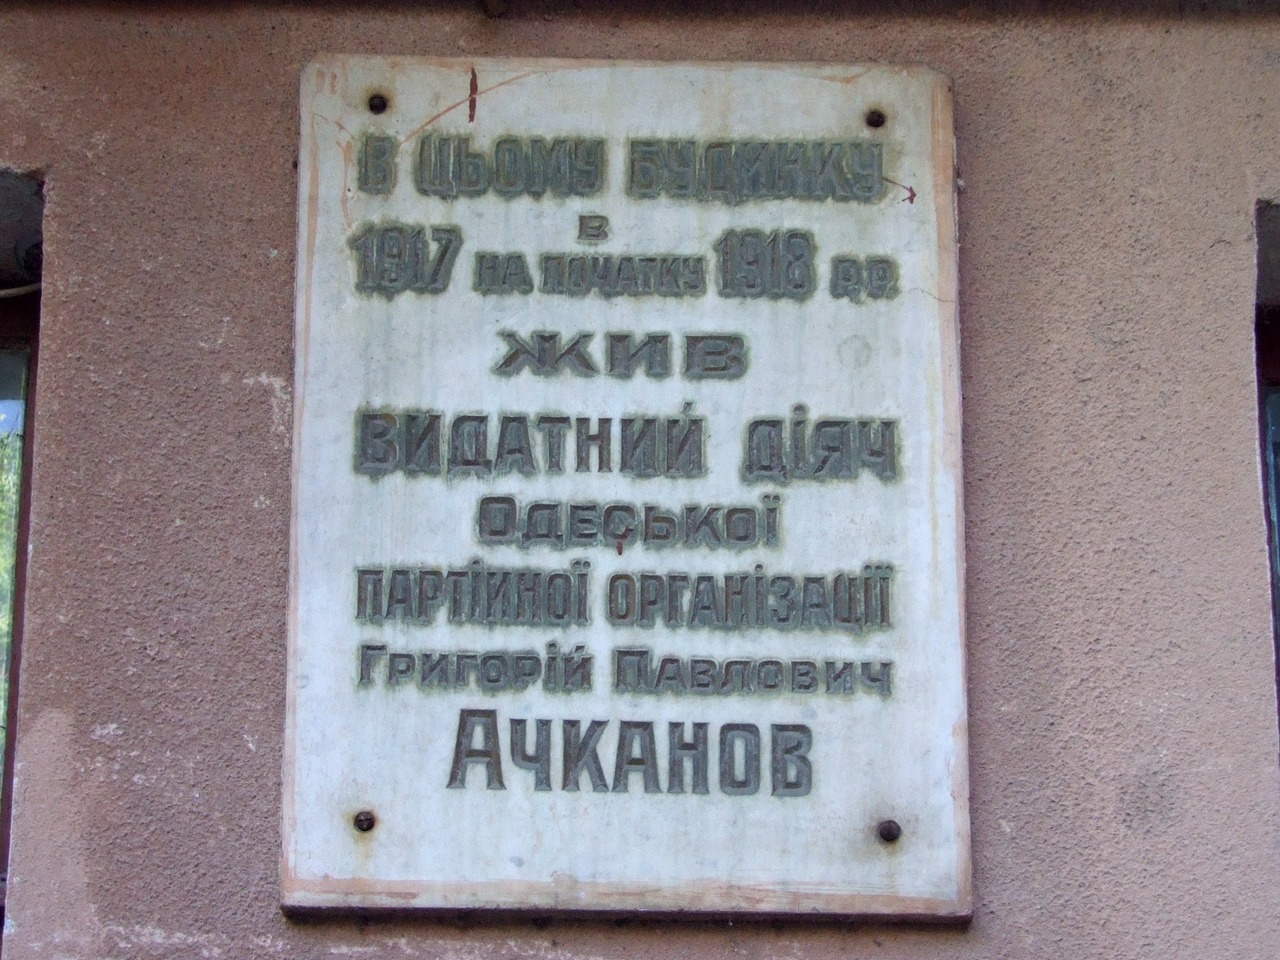 В ЦЬОМУ БУДИНКУ
В
1917 НА ПОЧАТКУ 1918 Р.Р.
ЖИВ
ВИДАТНИЙ ДІЯЧ
ОДЕСЬКОЇ
ПАРТІЙНОЇ ОРГАНІЗАЦІЇ
ГРИГОРІЙ ПАВЛОВИЧ
АЧКАНОВ